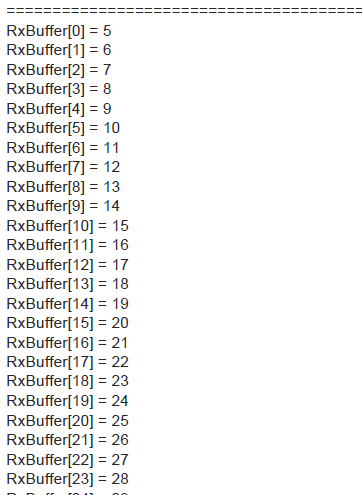 ========================================
RxBuffer[0] = 5
RxBuffer[1] = 6
RxBuffer[2] = 7
RxBuffer[3] = 8
RxBuffer[4] = 9
RxBuffer[5] = 10
RxBuffer[6] = 11
RxBuffer[7] = 12
RxBuffer[8] = 13
RxBuffer[9] = 14
RxBuffer[10] = 15
RxBuffer[11] = 16
RxBuffer[12] = 17
RxBuffer[13] = 18
RxBuffer[14] = 19
RxBuffer[15] = 20
RxBuffer[16] = 21
RxBuffer[17] = 22
RxBuffer[18] = 23
RxBuffer[19] = 24
RxBuffer[20] = 25
RxBuffer[21] = 26
RxBuffer[22] = 27
RxBuffer[23] = 28